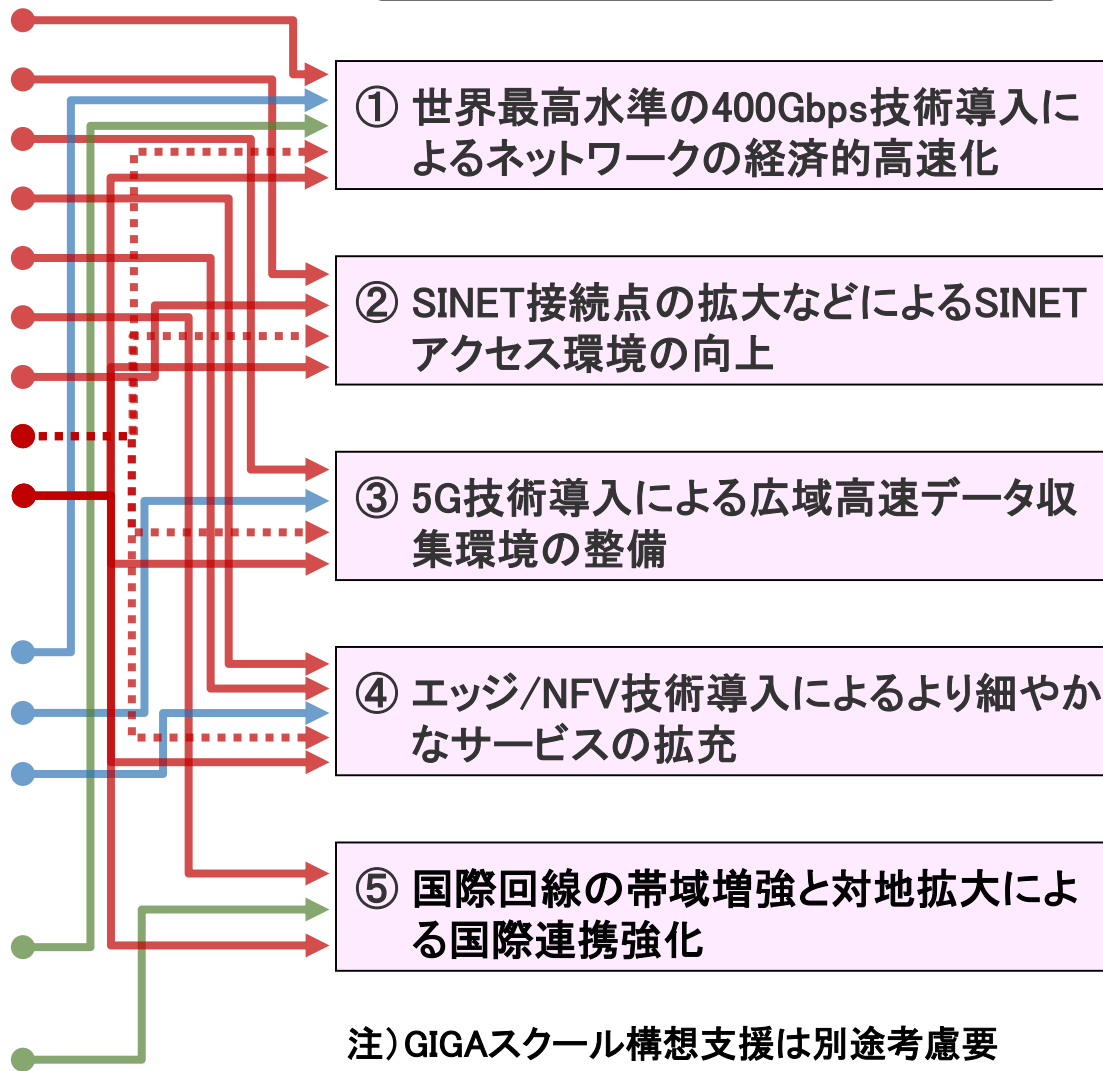 ① 世界最高水準の400Gbps技術導入に
よるネットワークの経済的高速化
② SINET接続点の拡大などによるSINET
アクセス環境の向上
③ 5G技術導入による広域高速データ収
集環境の整備
④ エッジ/NFV技術導入によるより細やか
なサービスの拡充
⑤ 国際回線の帯域増強と対地拡大によ
る国際連携強化
注）GIGAスクール構想支援は別途考慮要